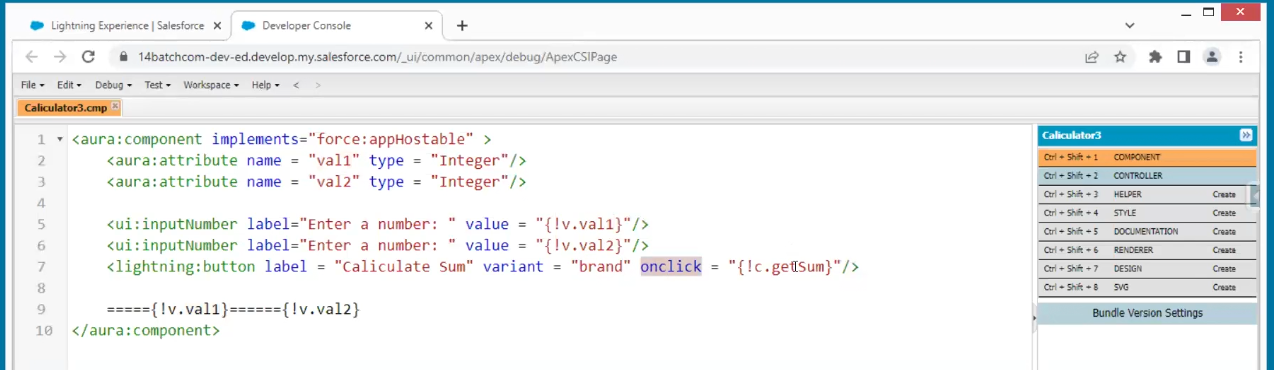 Lightning Experience | Salesforce
Developer Console
14batchcom-dev-ed.develop.my.salesforce.com/_ui/common/apex/debug/ApexCSIPage
File Edit Debug Test Workspace Help < >
Caliculator3.cmp
1 <aura:component implements="force:appHostable" >
2 <aura:attribute name = "val1" type = "Integer"/>
3 <aura:attribute name = "val2" type = "Integer"/>
4
5 <ui:inputNumber label="Enter a number: " value = "{!v.val1}"/>
6 <ui:inputNumber label="Enter a number: " value = "{!v.val2}"/>
7 <lightning:button label = "Caliculate Sum" variant = "brand" onclick = "{!c.getSum}"/>
8
9 ====={!v.val1}======{!v.val2}
10 </aura:component>
Caliculator3
Ctrl + Shift + 1 COMPONENT
Ctrl + Shift + 2 CONTROLLER
Ctrl + Shift + 3 HELPER Create
Ctrl + Shift + 4 STYLE Create
Ctrl + Shift + 5 DOCUMENTATION Create
Ctrl + Shift + 6 RENDERER Create
Ctrl + Shift + 7 DESIGN Create
Ctrl + Shift + 8 SVG Create
Bundle Version Settings